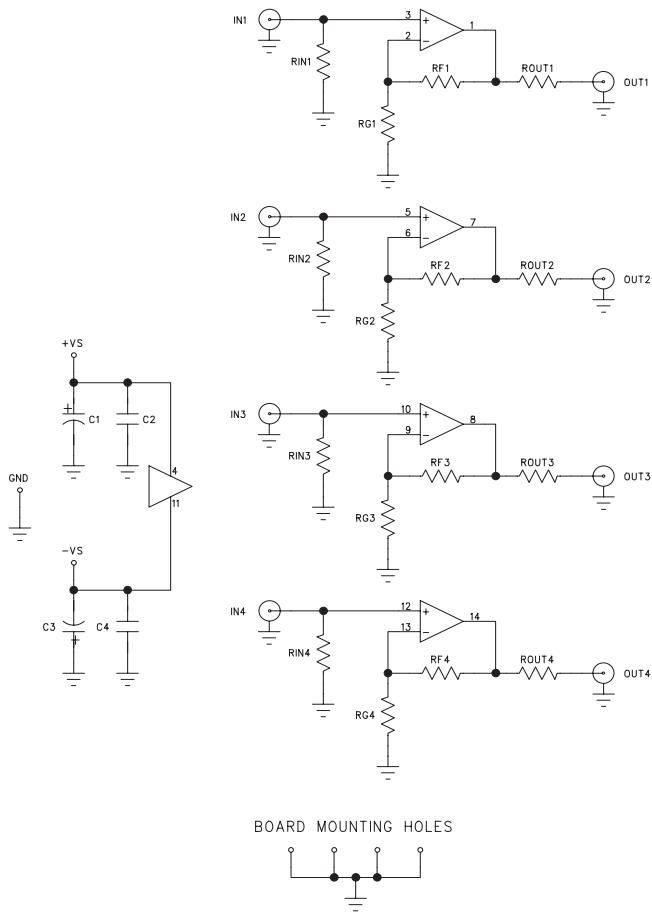 IN1
3
+
1
2
−
RIN1
RF1
ROUT1
OUT1
RG1
IN2
5
+
7
6
−
RIN2
RF2
ROUT2
OUT2
RG2
+VS
+
C1
C2
IN3
10
+
8
9
−
RIN3
RF3
ROUT3
OUT3
RG3
4
GND
11
−VS
C3
+
C4
IN4
12
+
14
13
−
RIN4
RF4
ROUT4
OUT4
RG4
BOARD MOUNTING HOLES